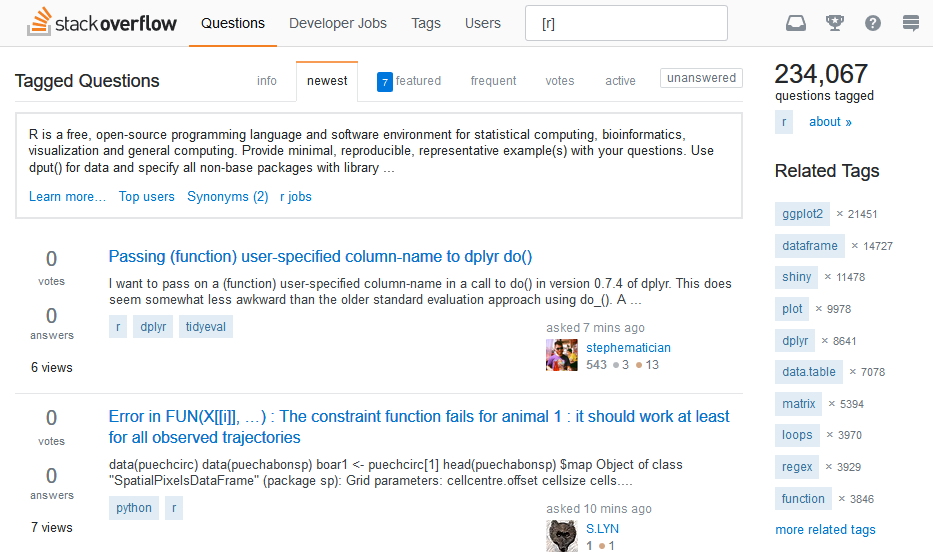 stackoverflow Questions Developer Jobs Tags Users [r]
Tagged Questions info newest 7 featured frequent votes active unanswered
R is a free, open-source programming language and software environment for statistical computing, bioinformatics,
visualization and general computing. Provide minimal, reproducible, representative example(s) with your questions. Use
dput() for data and specify all non-base packages with library ...
Learn more… Top users Synonyms (2) r jobs
0
votes
0
answers
6 views
Passing (function) user-specified column-name to dplyr do()
I want to pass on a (function) user-specified column-name in a call to do() in version 0.7.4 of dplyr. This does
seem somewhat less awkward than the older standard evaluation approach using do_(). A ...
r dplyr tidyeval
asked 7 mins ago
stephematician
543 ● 3 ● 13
0
votes
0
answers
7 views
Error in FUN(X[[i]], ...) : The constraint function fails for animal 1 : it should work at least
for all observed trajectories
data(puechcirc) data(puechabonsp) boar1 <- puechcirc[1] head(puechabonsp) $map Object of class
"SpatialPixelsDataFrame" (package sp): Grid parameters: cellcentre.offset cellsize cells....
python r
asked 10 mins ago
S.LYN
1 ● 1
234,067
questions tagged
r about »
Related Tags
ggplot2 × 21451
dataframe × 14727
shiny × 11478
plot × 9978
dplyr × 8641
data.table × 7078
matrix × 5394
loops × 3970
regex × 3929
function × 3846
more related tags